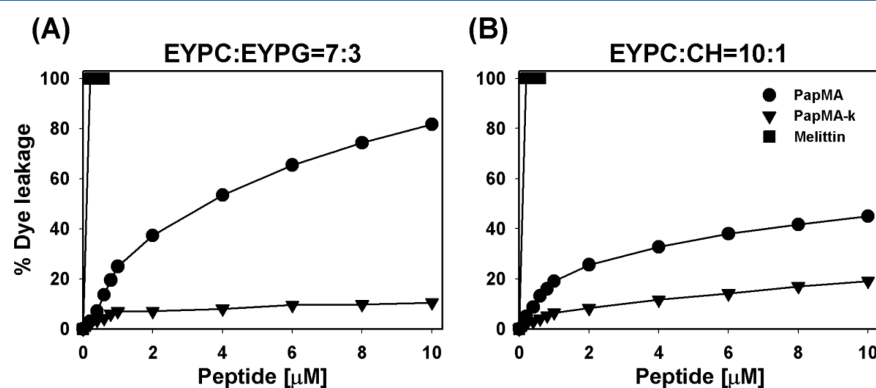 (A)
EYPC:EYPG=7:3
% Dye leakage
100
80
60
40
20
0
0 2 4 6 8 10
Peptide [μM]
(B)
EYPC:CH=10:1
PapMA
PapMA-k
Melittin
100
80
60
40
20
0
0 2 4 6 8 10
Peptide [μM]